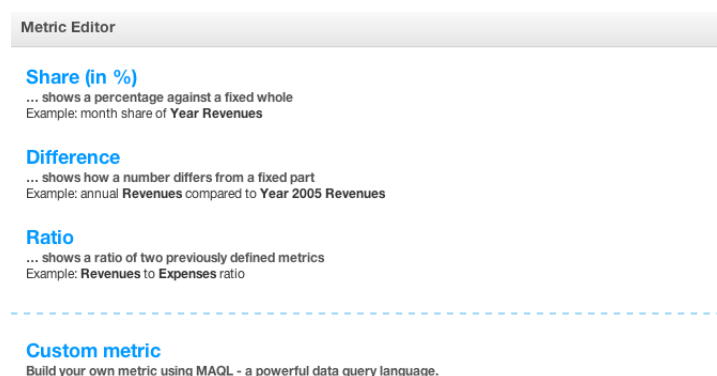 Metric Editor
Share (in %)
... shows a percentage against a fixed whole
Example: month share of Year Revenues
Difference
... shows how a number differs from a fixed part
Example: annual Revenues compared to Year 2005 Revenues
Ratio
... shows a ratio of two previously defined metrics
Example: Revenues to Expenses ratio
Custom metric
Build your own metric using MAQL - a powerful data query language.